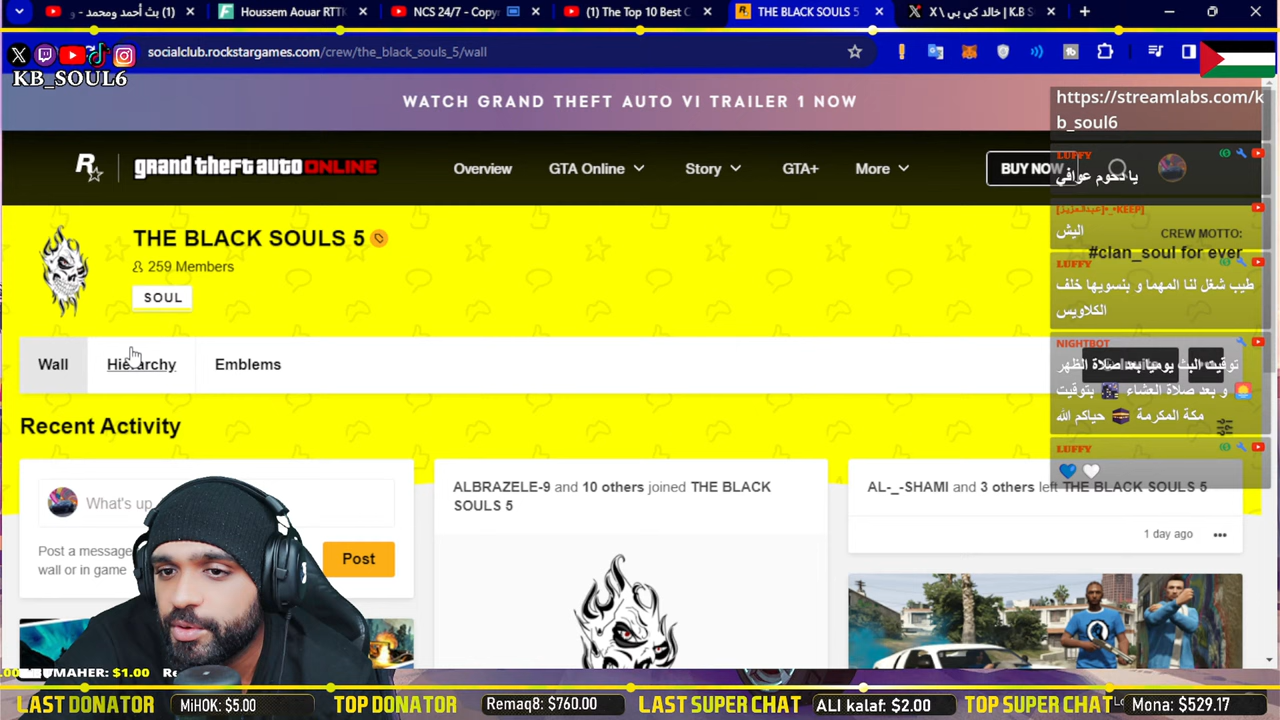 (1) بث أحمد ومحمد - و
Houssem Aouar RTTF
NCS 24/7 - Copy
(1) The Top 10 Best C
THE BLACK SOULS 5
X \ خالد كي بي | K.B S
socialclub.rockstargames.com/crew/the_black_souls_5/wall
KB_SOUL6
WATCH GRAND THEFT AUTO VI TRAILER 1 NOW
https://streamlabs.com/k
b_soul6
grand theft auto ONLINE
Overview
GTA Online
Story
GTA+
More
BUY NOW
LUFFY
يا دحوم عوافي
THE BLACK SOULS 5
259 Members
SOUL
اليش
CREW MOTTO:
#clan_soul for ever
LUFFY
طيب شغل لنا المهما و بنسويها خلف
الكلاويس
Wall
Hierarchy
Emblems
NIGHTBOT
توقيت البث يوميا بعد صلاة الظهر
و بعد صلاة العشاء بتوقيت
مكة المكرمة حياكم الله
LUFFY
Recent Activity
What's up
Post a message
wall or in game
Post
ALBRAZELE-9 and 10 others joined THE BLACK
SOULS 5
AL-_-SHAMI and 3 others left THE BLACK SOULS 5
1 day ago
MAHER: $1.00
LAST DONATOR
MiHOK: $5.00
TOP DONATOR
Remaq8: $760.00
LAST SUPER CHAT
ALI kalaf: $2.00
TOP SUPER CHAT
Mona: $529.17